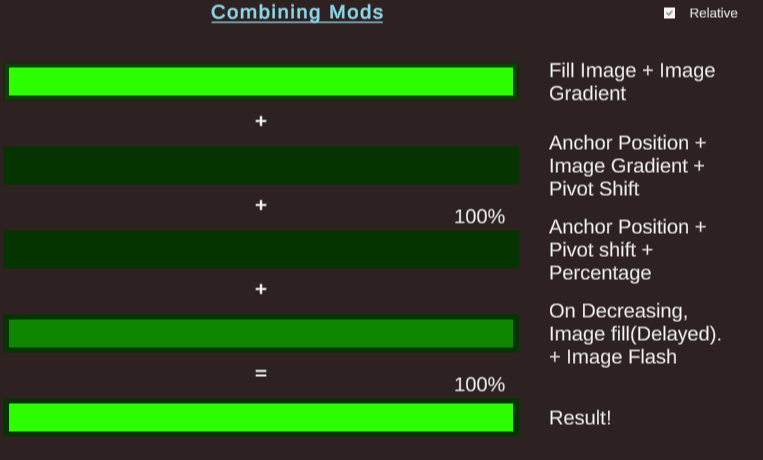 Combining Mods
Relative
Fill Image + Image
Gradient
+
Anchor Position +
Image Gradient +
Pivot Shift
+
100%
Anchor Position +
Pivot shift +
Percentage
+
On Decreasing,
Image fill(Delayed).
+ Image Flash
=
100%
Result!